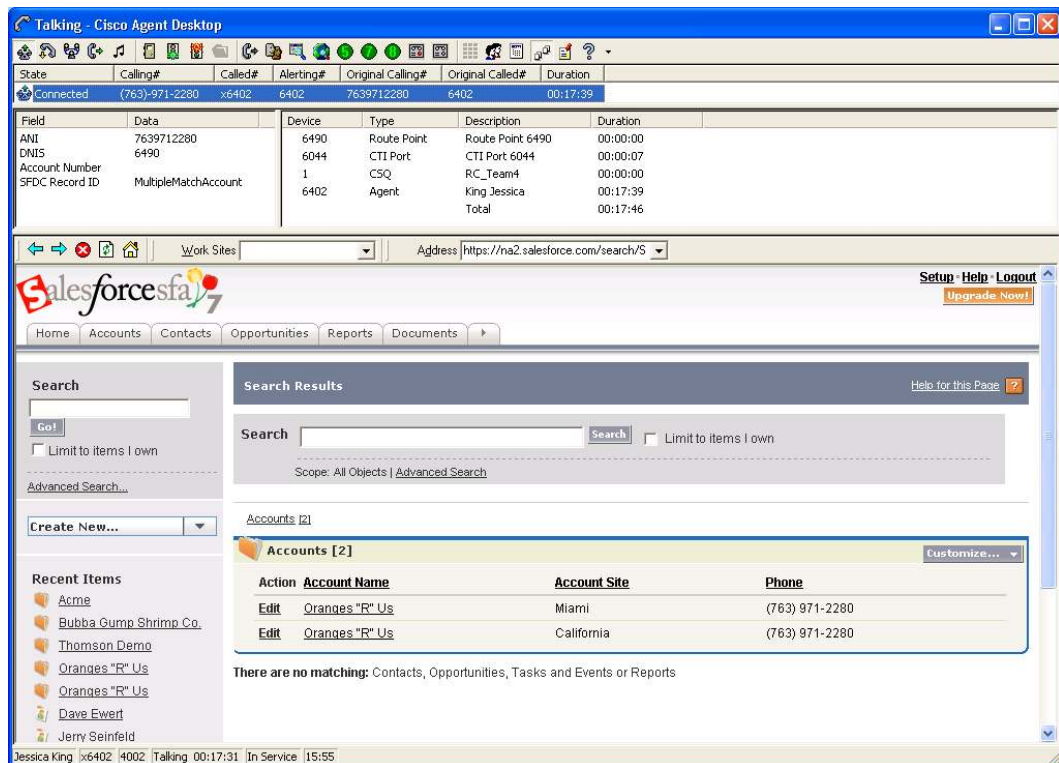 Talking - Cisco Agent Desktop
State Calling# Called# Alerting# Original Calling# Original Called# Duration
Connected (763)-971-2280 x6402 6402 7639712280 6402 00:17:39
Field Data Device Type Description Duration
ANI 7639712280 6490 Route Point Route Point 6490 00:00:00
DNIS 6490 6044 CTI Port CTI Port 6044 00:00:07
Account Number 1 CSQ RC_Team4 00:00:00
SFDC Record ID MultipleMatchAccount 6402 Agent King Jessica 00:17:39
Total 00:17:46
Work Sites Address https://na2.salesforce.com/search/S
Setup · Help · Logout
salesforcesfa 7
Upgrade Now!
Home Accounts Contacts Opportunities Reports Documents
Search
Go!
Limit to items I own
Advanced Search...
Create New...
Recent Items
Acme
Bubba Gump Shrimp Co.
Thomson Demo
Oranges "R" Us
Oranges "R" Us
Dave Ewert
Jerry Seinfeld
Search Results Help for this Page ?
Search Search Limit to items I own
Scope: All Objects | Advanced Search
Accounts [2]
Accounts [2] Customize...
Action Account Name Account Site Phone
Edit Oranges "R" Us Miami (763) 971-2280
Edit Oranges "R" Us California (763) 971-2280
There are no matching: Contacts, Opportunities, Tasks and Events or Reports
Jessica King x6402 4002 Talking 00:17:31 In Service 15:55